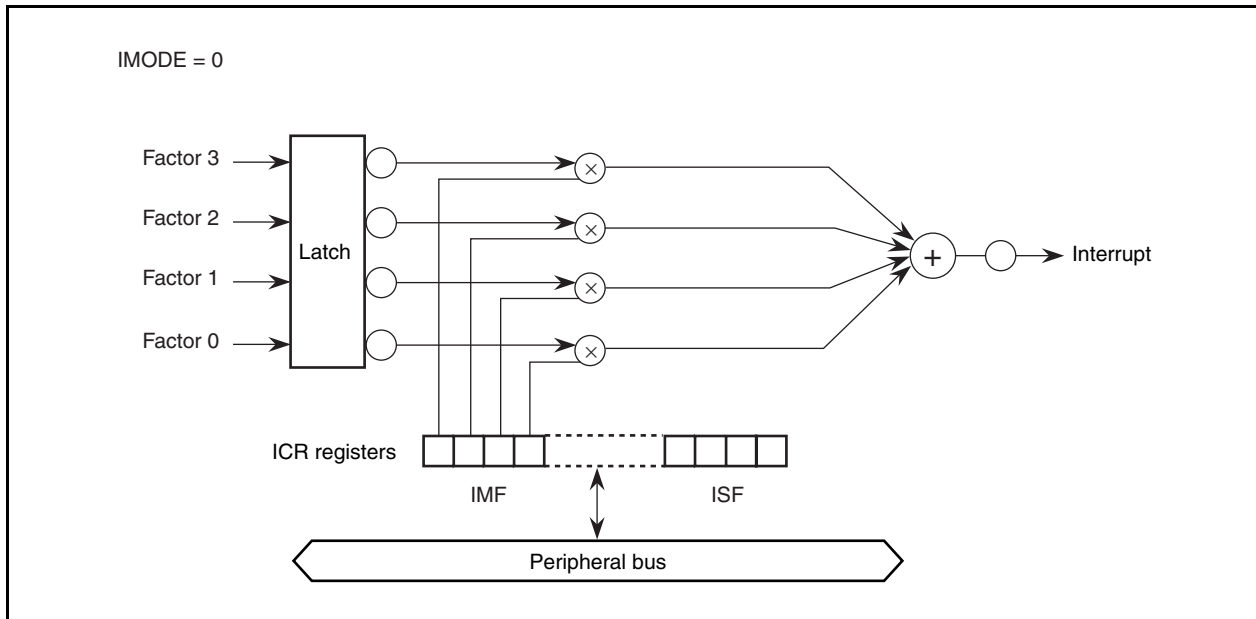 IMODE = 0
Factor 3
Factor 2
Latch
Factor 1
Factor 0
×
×
×
×
+
Interrupt
ICR registers
IMF
ISF
Peripheral bus